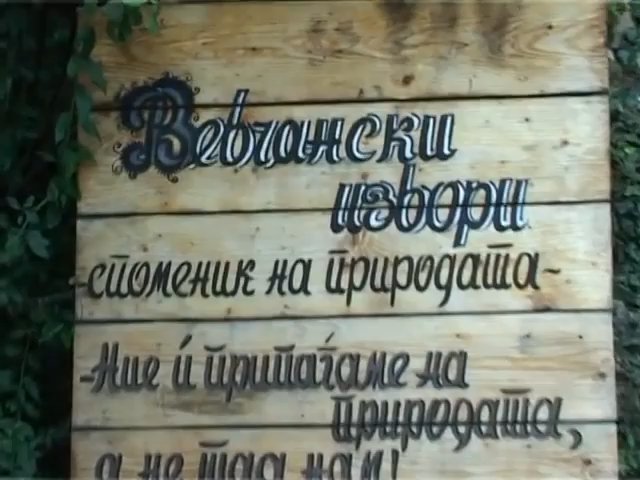 Вевчански
извори
-споменик на природата-
-Ние ѝ припаѓаме на
природата,
а не таа нам!